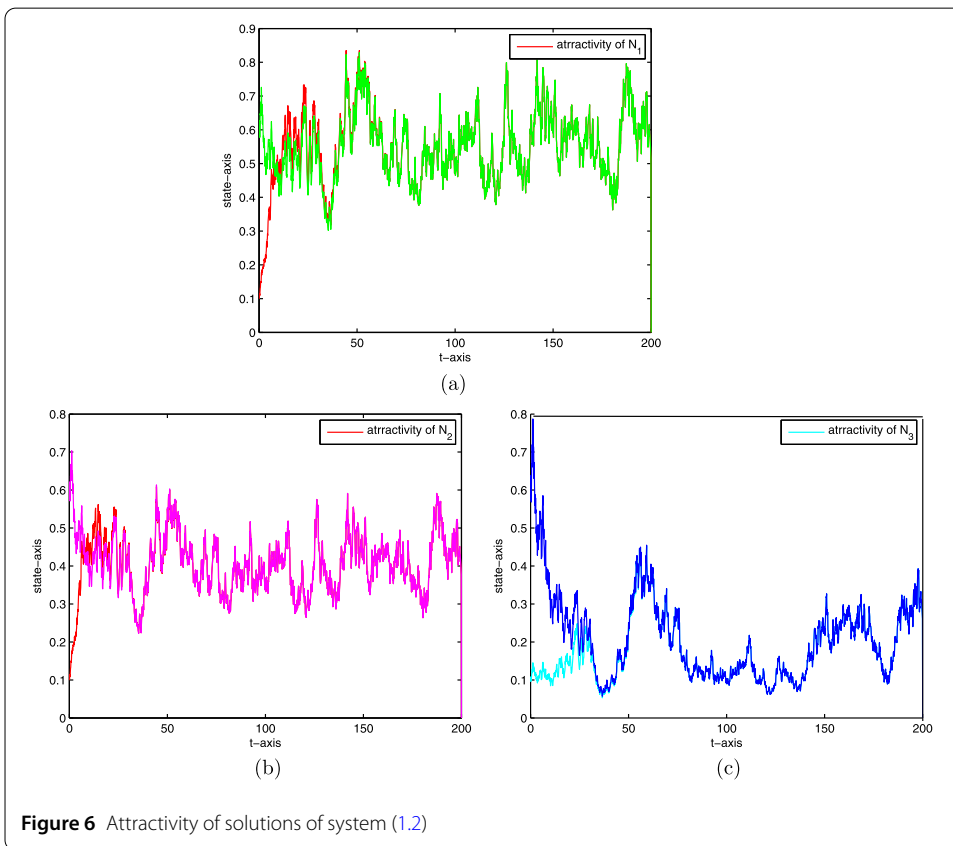 0.9
0.8
0.7
0.6
0.5
0.4
0.3
0.2
0.1
0
state-axis
atrractivity of N1
0 50 100 150 200
t-axis
(a)
0.8
0.7
0.6
0.5
0.4
0.3
0.2
0.1
0
state-axis
atrractivity of N2
0 50 100 150 200
t-axis
(b)
0.8
0.7
0.6
0.5
0.4
0.3
0.2
0.1
0
state-axis
atrractivity of N3
0 50 100 150 200
t-axis
(c)
Figure 6 Attractivity of solutions of system (1.2)